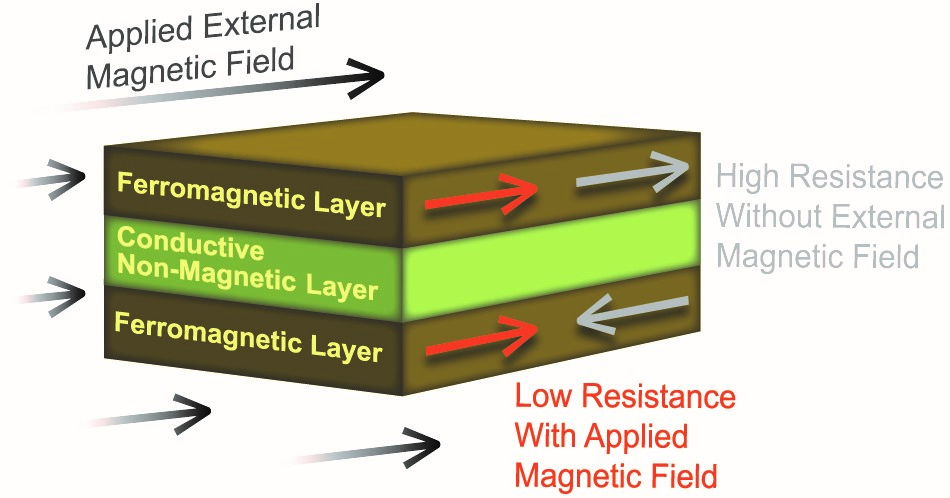 Applied External
Magnetic Field
Ferromagnetic Layer
Conductive
Non-Magnetic Layer
Ferromagnetic Layer
High Resistance
Without External
Magnetic Field
Low Resistance
With Applied
Magnetic Field